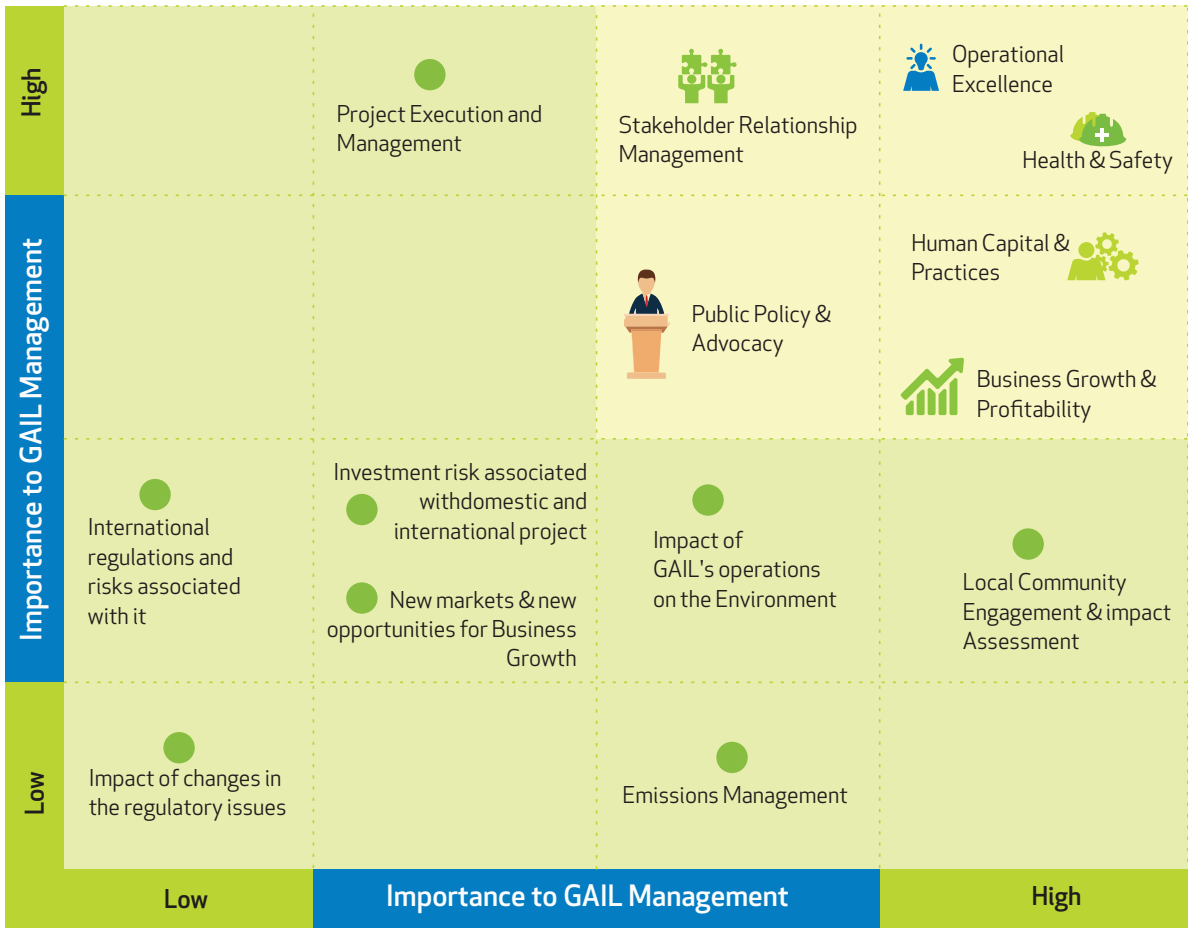 High
Project Execution and
Management
Stakeholder Relationship
Management
Operational
Excellence
Health & Safety
Importance to GAIL Management
Public Policy &
Advocacy
Human Capital &
Practices
Business Growth &
Profitability
International
regulations and
risks associated
with it
Investment risk associated
withdomestic and
international project
New markets & new
opportunities for Business
Growth
Impact of
GAIL's operations
on the Environment
Local Community
Engagement & impact
Assessment
Low
Impact of changes in
the regulatory issues
Emissions Management
Low
Importance to GAIL Management
High